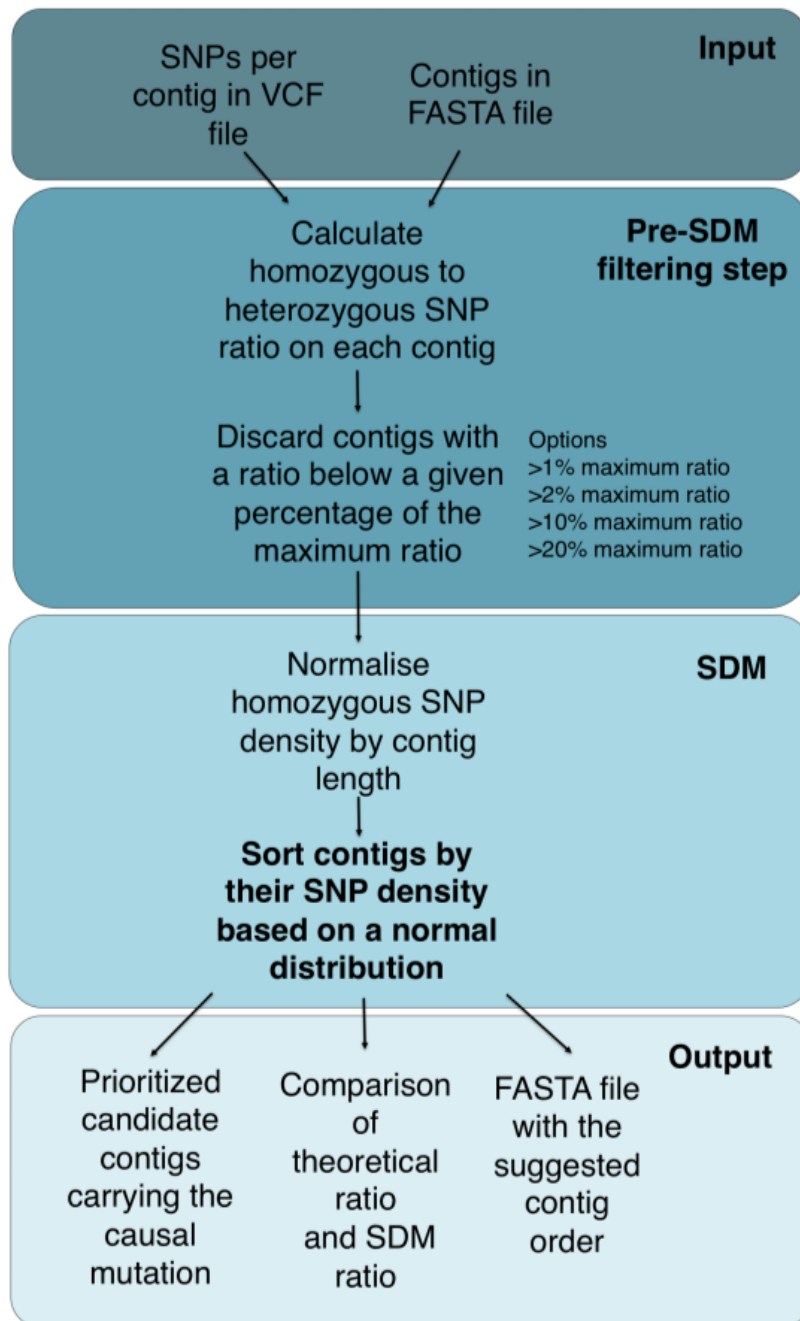 Input
SNPs per
contig in VCF
file
Contigs in
FASTA file
Pre-SDM
filtering step
Calculate
homozygous to
heterozygous SNP
ratio on each contig
Discard contigs with
a ratio below a given
percentage of the
maximum ratio
Options
>1% maximum ratio
>2% maximum ratio
>10% maximum ratio
>20% maximum ratio
SDM
Normalise
homozygous SNP
density by contig
length
Sort contigs by
their SNP density
based on a normal
distribution
Output
Prioritized
candidate
contigs
carrying the
causal
mutation
Comparison
of
theoretical
ratio
and SDM
ratio
FASTA file
with the
suggested
contig
order